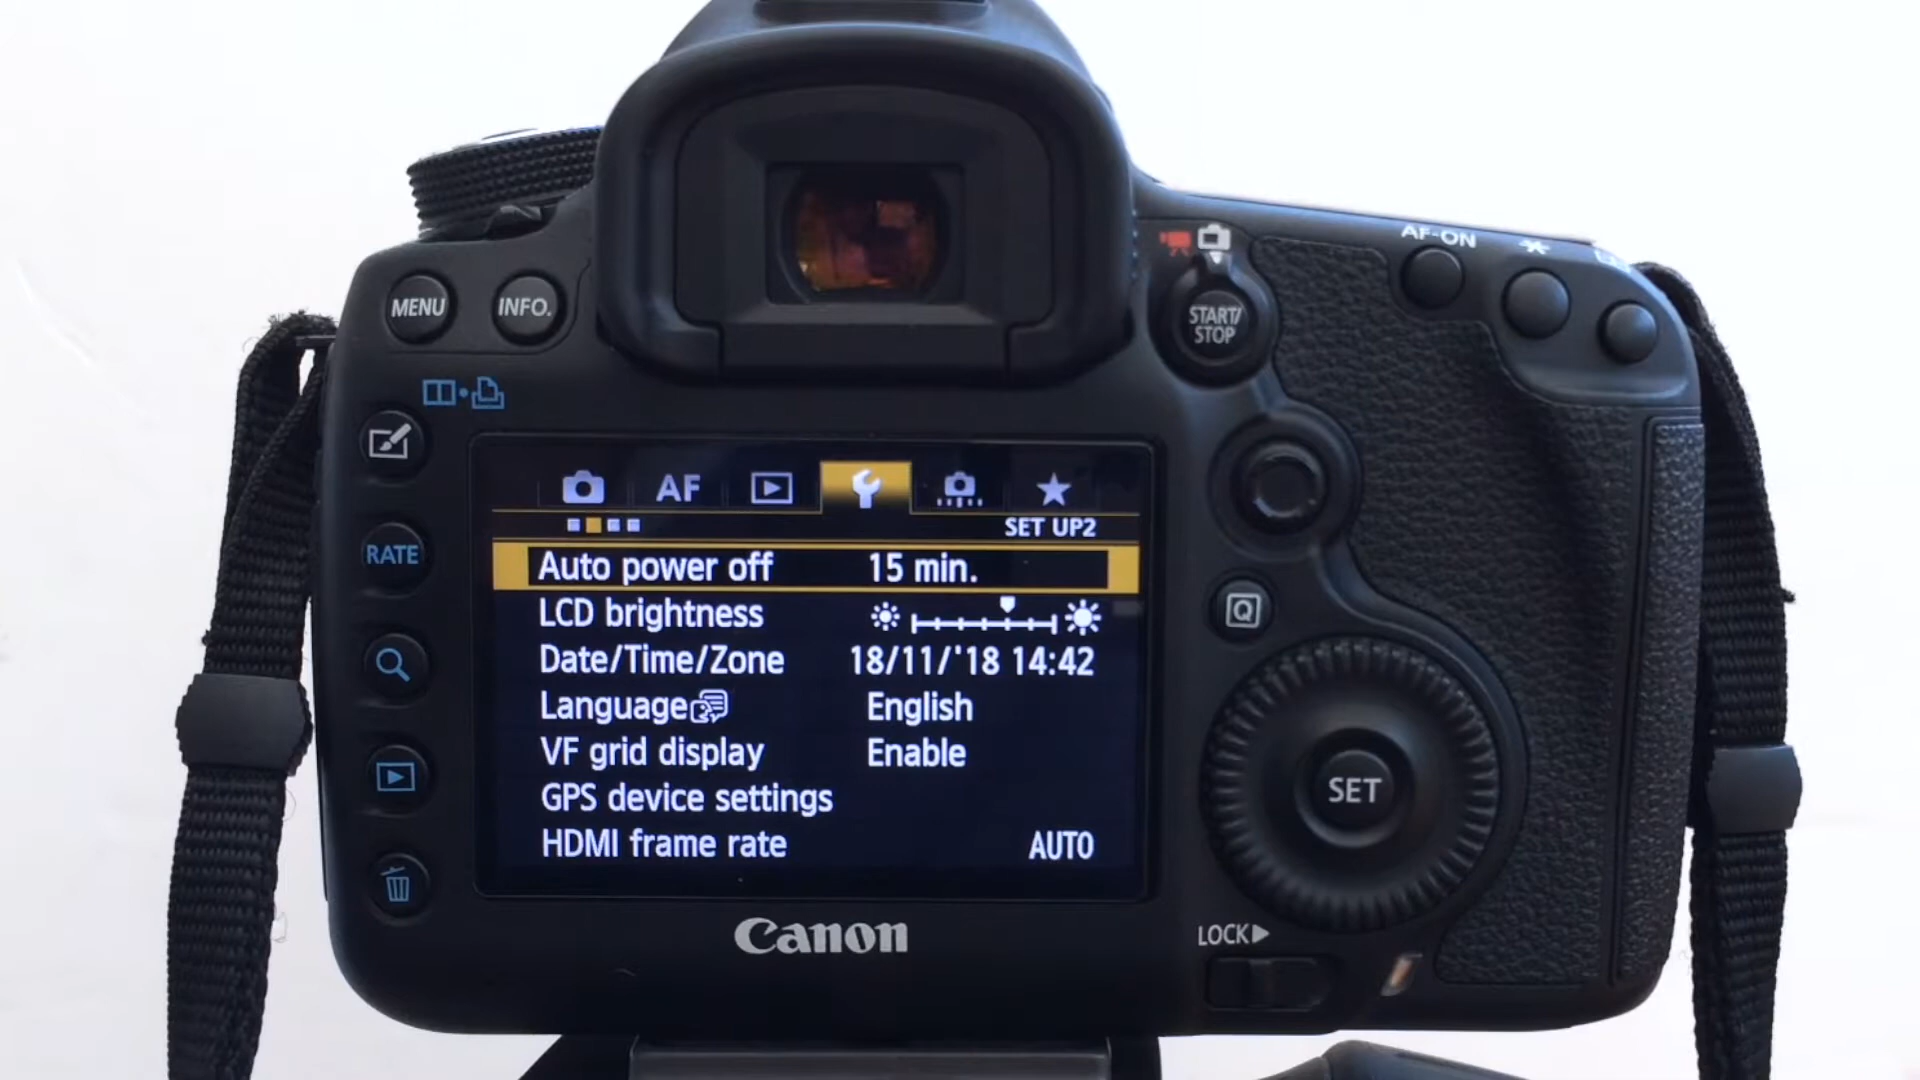 AF-ON
MENU
INFO.
START/
STOP
RATE
AF
SET UP2
Auto power off 15 min.
LCD brightness
Date/Time/Zone 18/11/'18 14:42
Language English
VF grid display Enable
GPS device settings
HDMI frame rate AUTO
Q
SET
Canon
LOCK▶